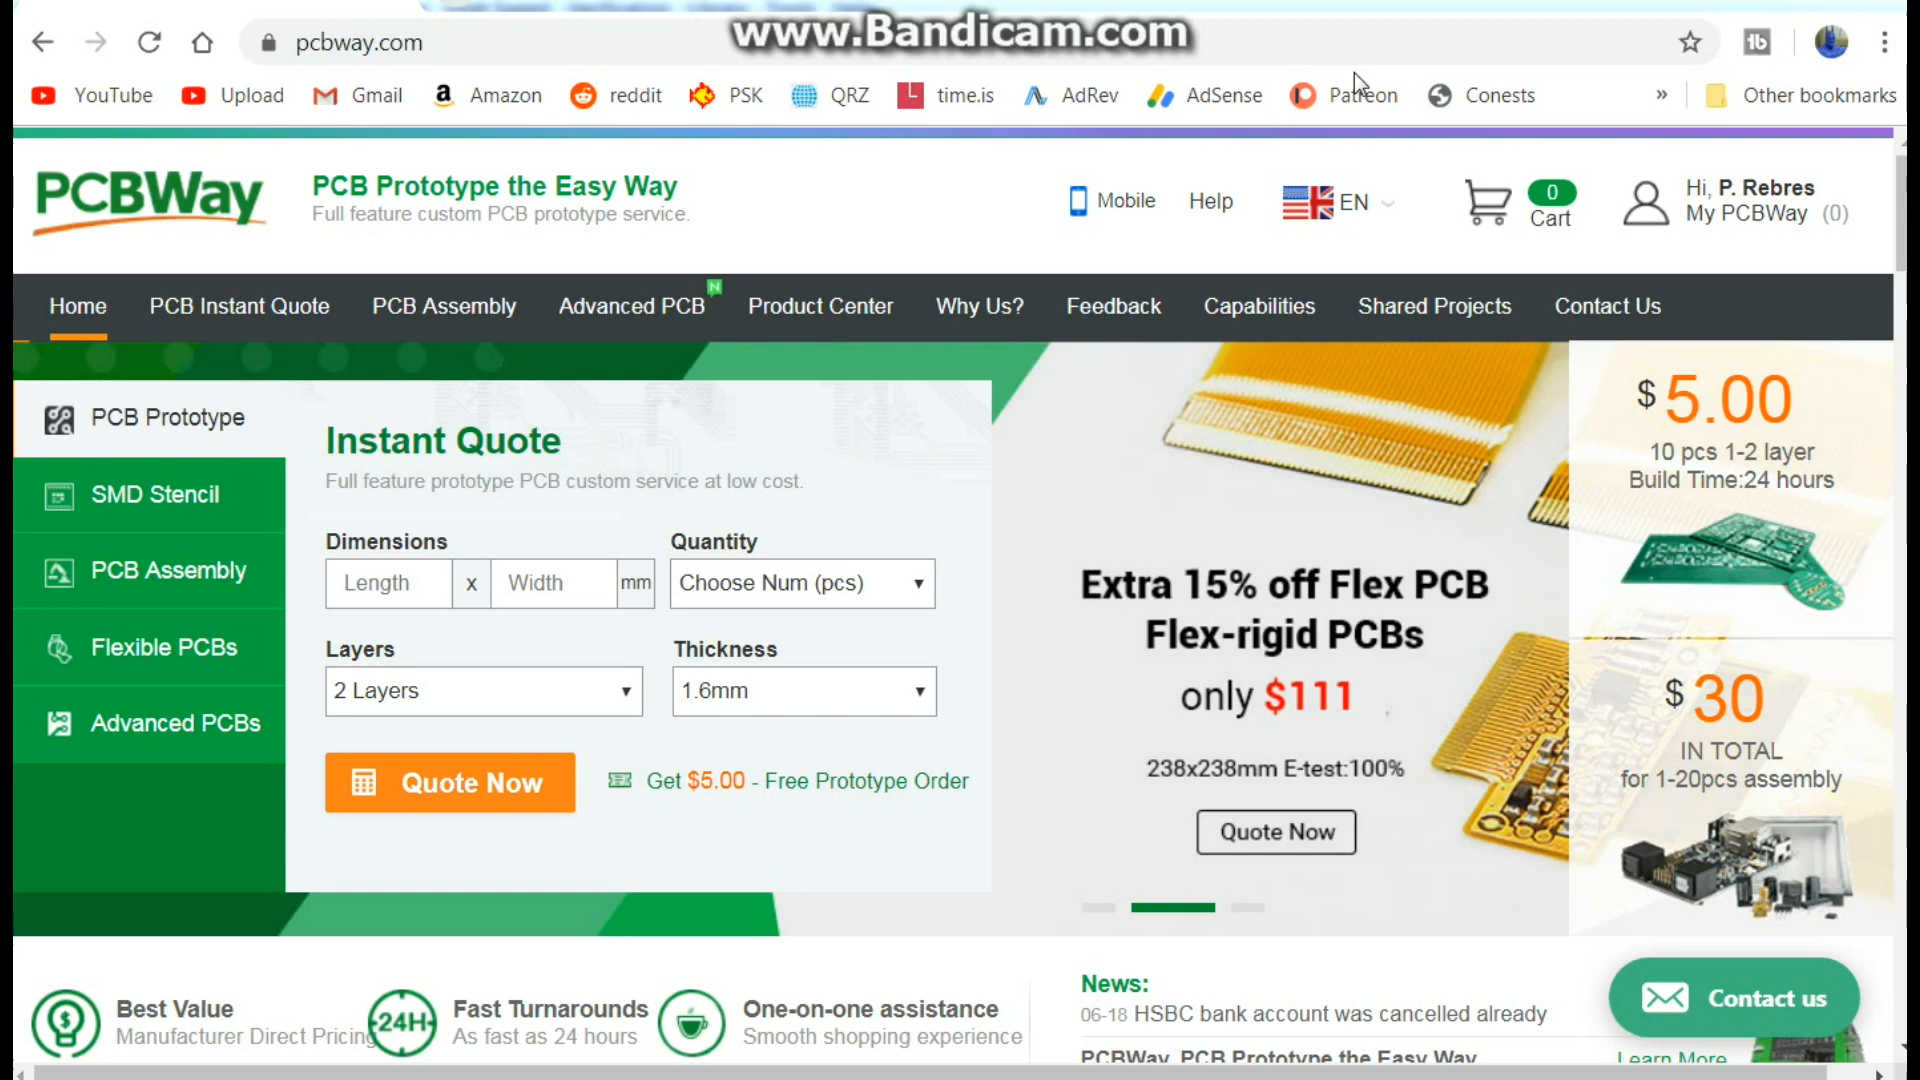 www.Bandicam.com
pcbway.com
YouTube Upload Gmail Amazon reddit PSK QRZ time.is AdRev AdSense Patreon Conests » Other bookmarks
PCBWay
PCB Prototype the Easy Way
Full feature custom PCB prototype service.
Mobile Help EN
0
Cart
Hi, P. Rebres
My PCBWay (0)
Home PCB Instant Quote PCB Assembly Advanced PCB N Product Center Why Us? Feedback Capabilities Shared Projects Contact Us
PCB Prototype
SMD Stencil
PCB Assembly
Flexible PCBs
Advanced PCBs
Instant Quote
Full feature prototype PCB custom service at low cost.
Dimensions Quantity
Length x Width mm Choose Num (pcs)
Layers Thickness
2 Layers 1.6mm
Quote Now Get $5.00 - Free Prototype Order
Extra 15% off Flex PCB
Flex-rigid PCBs
only $111
238x238mm E-test:100%
Quote Now
$ 5.00
10 pcs 1-2 layer
Build Time:24 hours
$ 30
IN TOTAL
for 1-20pcs assembly
Best Value
Manufacturer Direct Pricing
24H
Fast Turnarounds
As fast as 24 hours
One-on-one assistance
Smooth shopping experience
News:
06-18 HSBC bank account was cancelled already
PCBWay, PCB Prototype the Easy Way
Learn More
Contact us